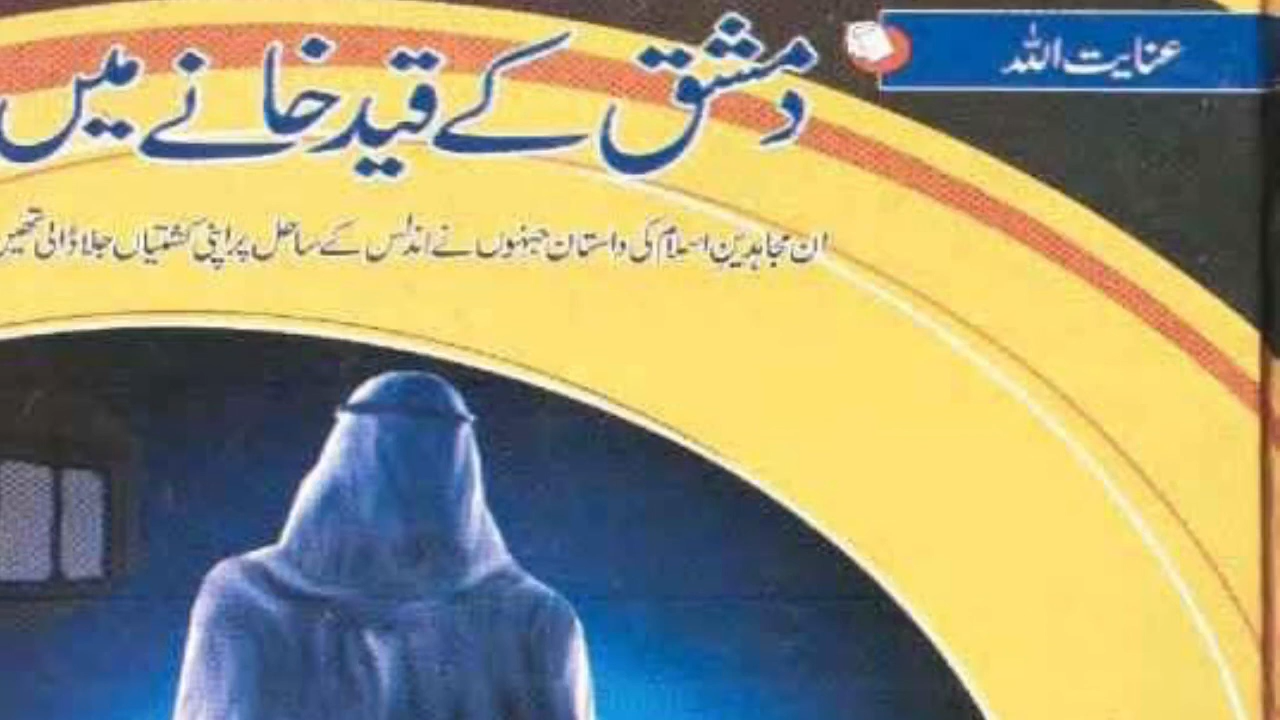 عنایت اللہ
دمشق کے قید خانے میں
ان مجاہدین اسلام کی داستان جنہوں نے اندلس کے ساحل پر اپنی کشتیاں جلا ڈالی تھیں